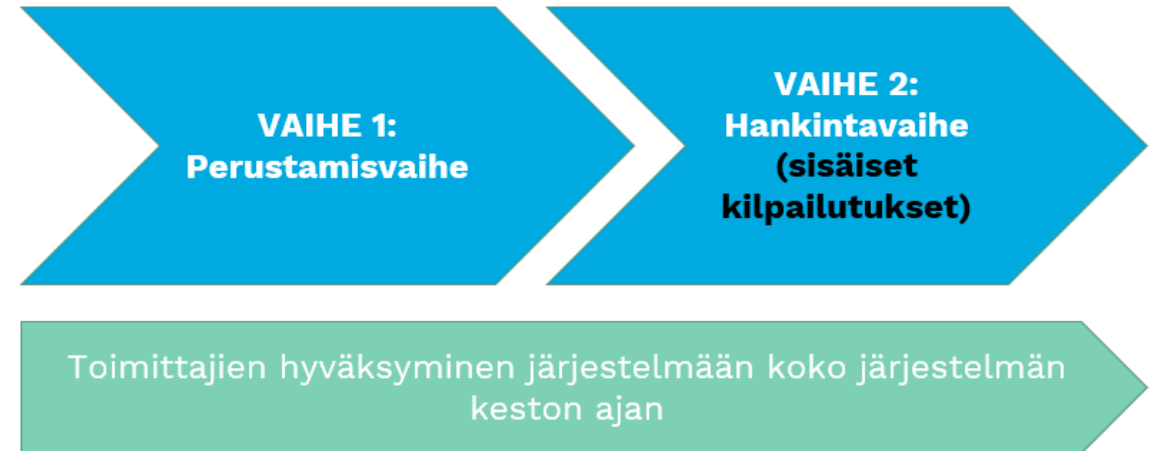 VAIHE 1:
Perustamisvaihe
VAIHE 2:
Hankintavaihe
(sisäiset
kilpailutukset)
Toimittajien hyväksyminen järjestelmään koko järjestelmän
keston ajan